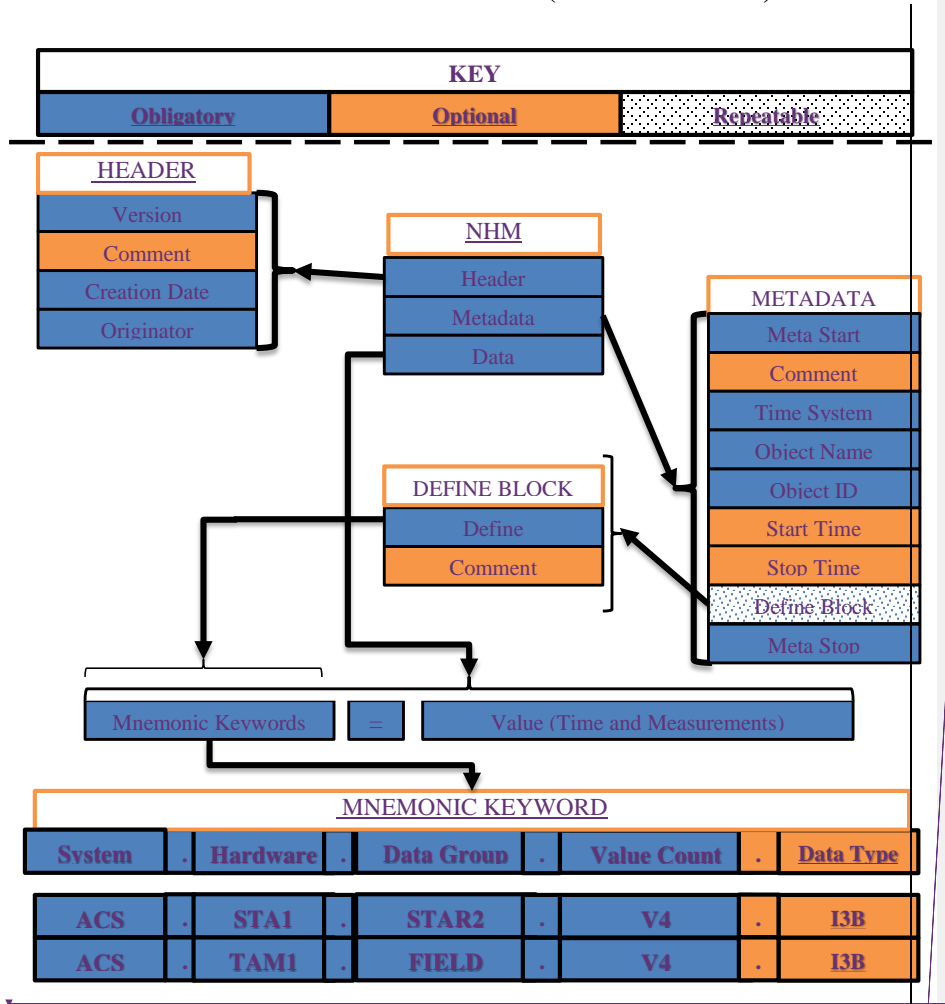 KEY
Obligatory Optional Repeatable
HEADER
Version
Comment
Creation Date
Originator
NHM
Header
Metadata
Data
METADATA
Meta Start
Comment
Time System
Object Name
Object ID
Start Time
Stop Time
Define Block
Meta Stop
DEFINE BLOCK
Define
Comment
Mnemonic Keywords = Value (Time and Measurements)
MNEMONIC KEYWORD
System . Hardware . Data Group . Value Count . Data Type
ACS . STA1 . STAR2 . V4 . I3B
ACS . TAM1 . FIELD . V4 . I3B